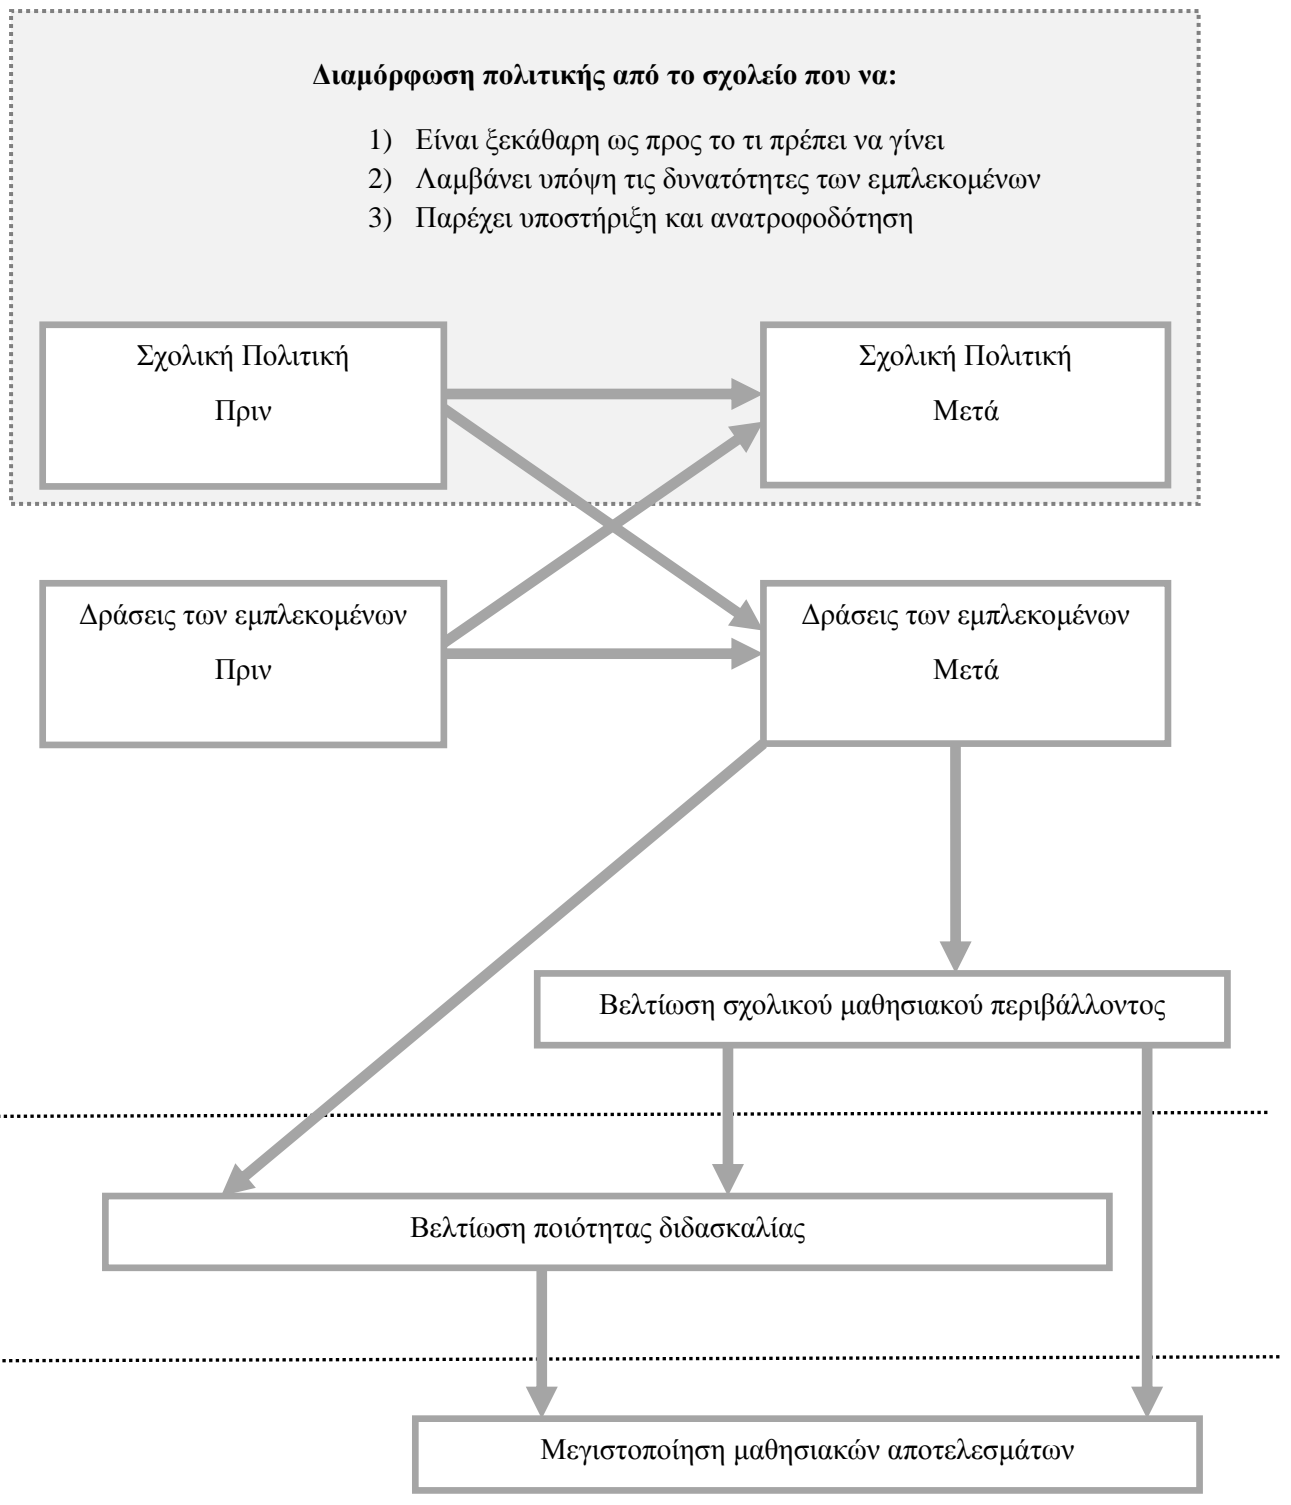 Διαμόρφωση πολιτικής από το σχολείο που να:
1) Είναι ξεκάθαρη ως προς το τι πρέπει να γίνει
2) Λαμβάνει υπόψη τις δυνατότητες των εμπλεκομένων
3) Παρέχει υποστήριξη και ανατροφοδότηση
Σχολική Πολιτική
Πριν
Σχολική Πολιτική
Μετά
Δράσεις των εμπλεκομένων
Πριν
Δράσεις των εμπλεκομένων
Μετά
Βελτίωση σχολικού μαθησιακού περιβάλλοντος
Βελτίωση ποιότητας διδασκαλίας
Μεγιστοποίηση μαθησιακών αποτελεσμάτων